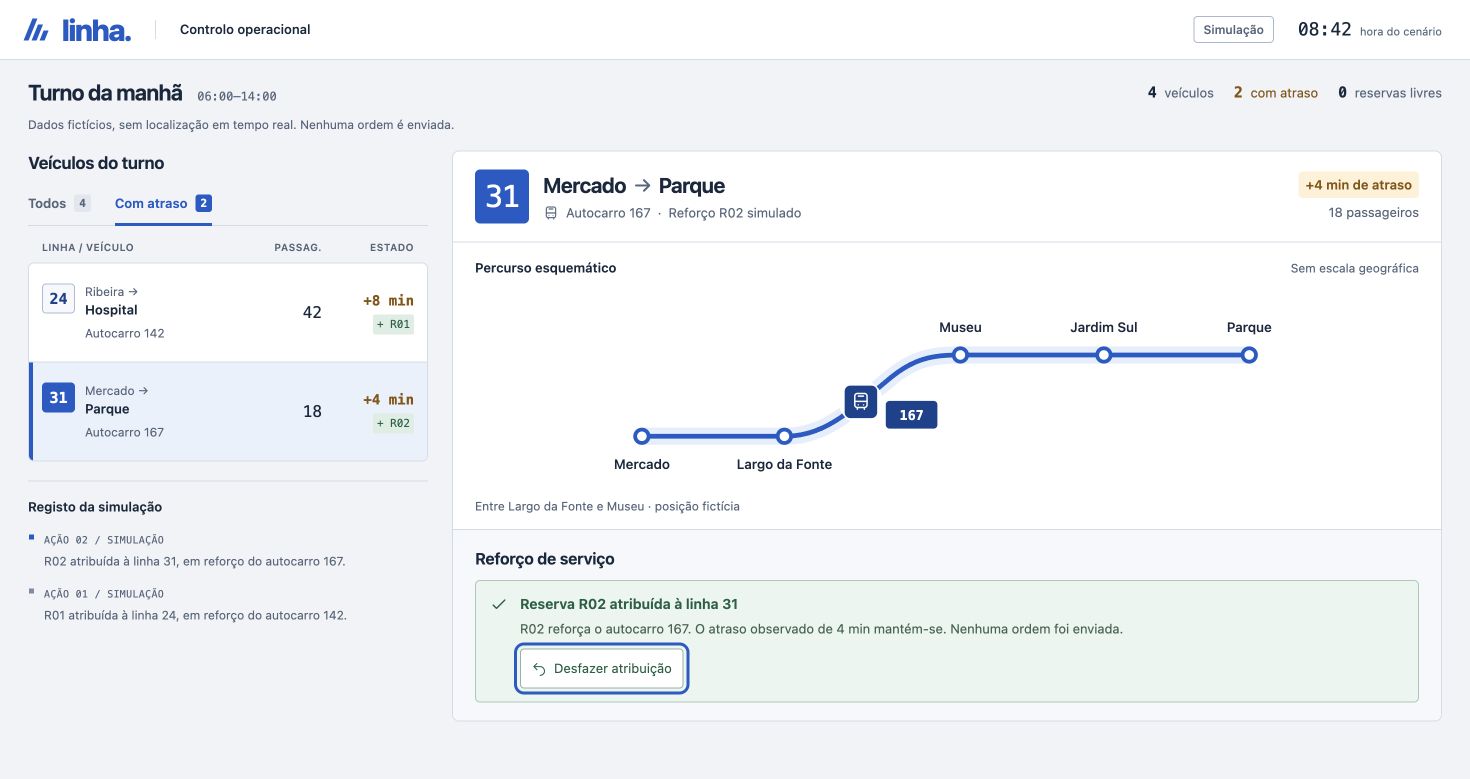 linha.
Controlo operacional
Simulação
08:42 hora do cenário
Turno da manhã 06:00–14:00
4 veículos 2 com atraso 0 reservas livres
Dados fictícios, sem localização em tempo real. Nenhuma ordem é enviada.
Veículos do turno
Todos 4 Com atraso 2
LINHA / VEÍCULO PASSAG. ESTADO
24 Ribeira →
Hospital
Autocarro 142
42
+8 min
+ R01
31 Mercado →
Parque
Autocarro 167
18
+4 min
+ R02
Registo da simulação
AÇÃO 02 / SIMULAÇÃO
R02 atribuída à linha 31, em reforço do autocarro 167.
AÇÃO 01 / SIMULAÇÃO
R01 atribuída à linha 24, em reforço do autocarro 142.
31 Mercado → Parque
Autocarro 167 · Reforço R02 simulado
+4 min de atraso
18 passageiros
Percurso esquemático
Sem escala geográfica
Museu Jardim Sul Parque
167
Mercado Largo da Fonte
Entre Largo da Fonte e Museu · posição fictícia
Reforço de serviço
Reserva R02 atribuída à linha 31
R02 reforça o autocarro 167. O atraso observado de 4 min mantém-se. Nenhuma ordem foi enviada.
Desfazer atribuição